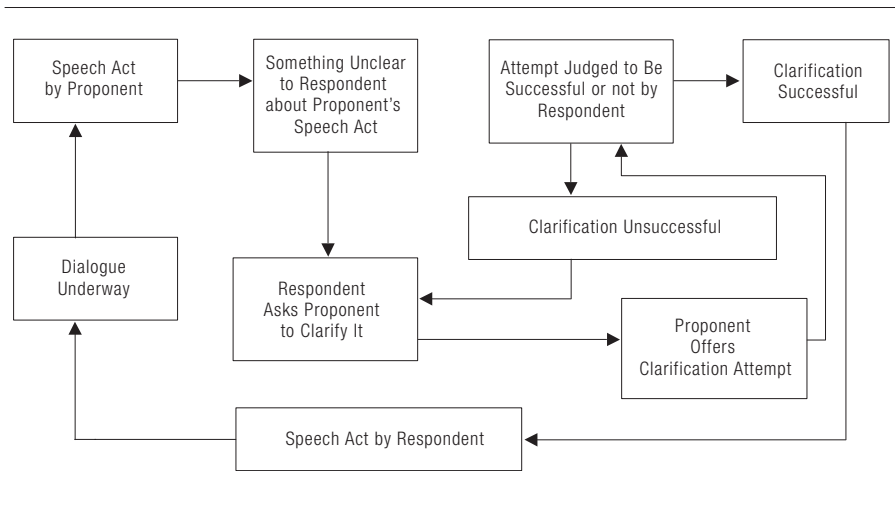 Speech Act
by Proponent
Something Unclear
to Respondent
about Proponent's
Speech Act
Attempt Judged to Be
Successful or not by
Respondent
Clarification
Successful
Clarification Unsuccessful
Dialogue
Underway
Respondent
Asks Proponent
to Clarify It
Proponent
Offers
Clarification Attempt
Speech Act by Respondent